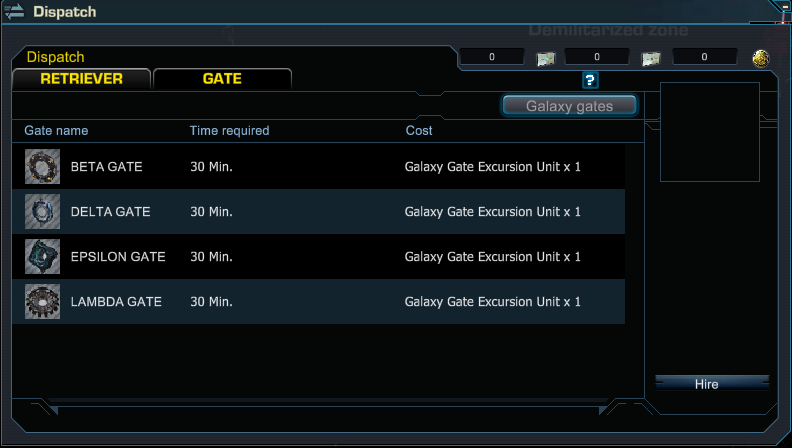 Dispatch
Demilitarized zone
Dispatch
0 0 0
RETRIEVER GATE
?
Galaxy gates
Gate name Time required Cost
BETA GATE 30 Min. Galaxy Gate Excursion Unit x 1
DELTA GATE 30 Min. Galaxy Gate Excursion Unit x 1
EPSILON GATE 30 Min. Galaxy Gate Excursion Unit x 1
LAMBDA GATE 30 Min. Galaxy Gate Excursion Unit x 1
Hire